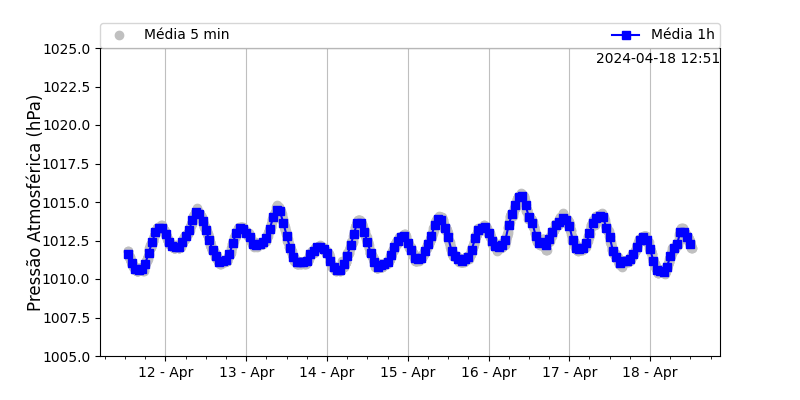 Média 5 min
Média 1h
2024-04-18 12:51
Pressão Atmosférica (hPa)
1025.0
1022.5
1020.0
1017.5
1015.0
1012.5
1010.0
1007.5
1005.0
12 - Apr
13 - Apr
14 - Apr
15 - Apr
16 - Apr
17 - Apr
18 - Apr